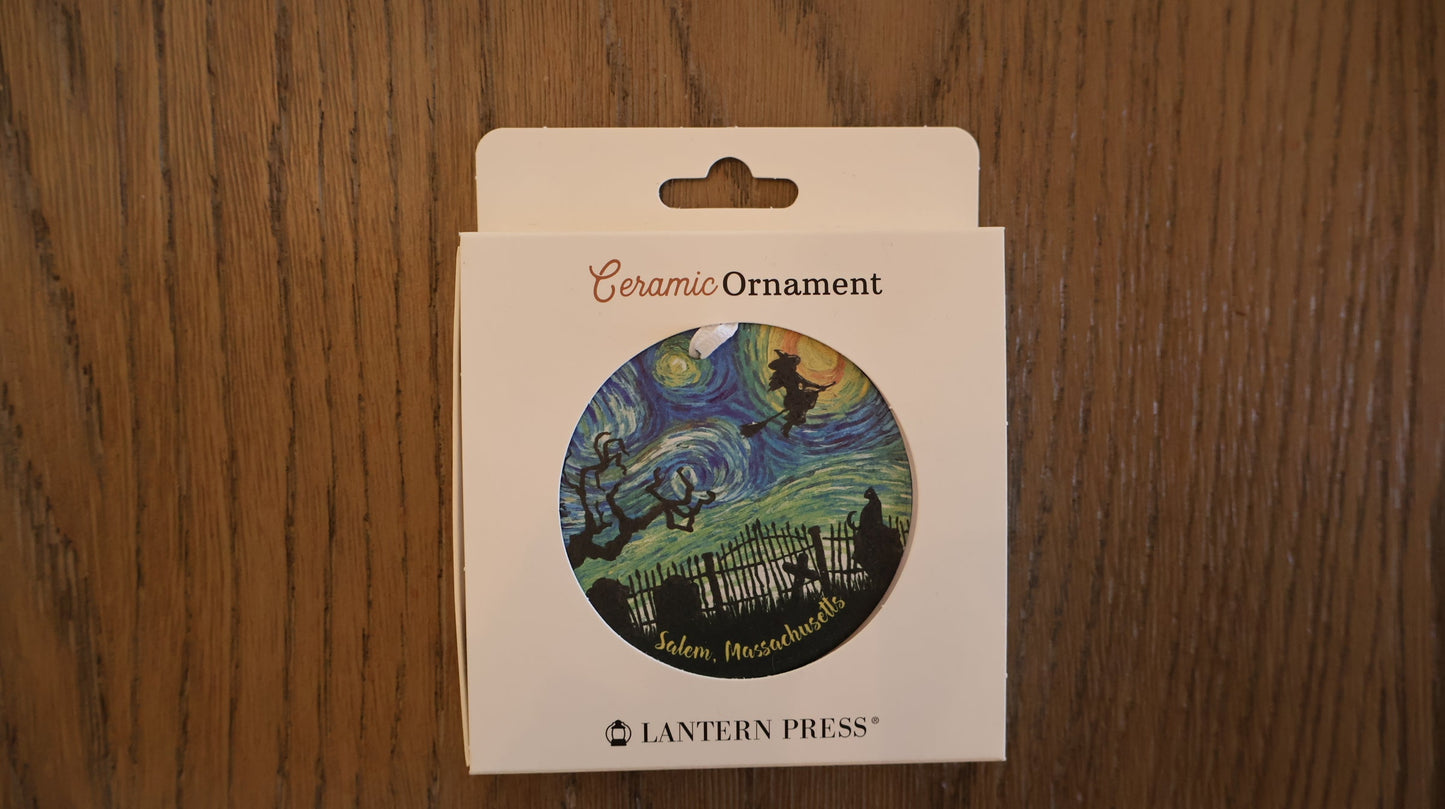 Ceramic Ornament
Salem, Massachusetts
LANTERN PRESS®